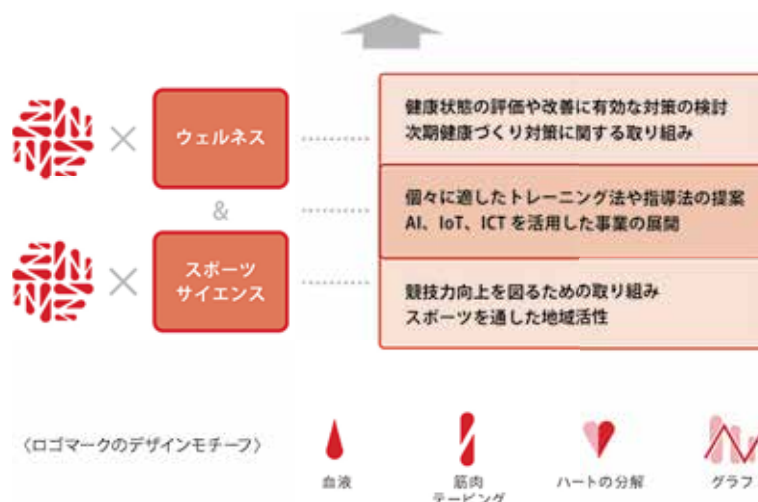 ウェルネス
&
スポーツ
サイエンス
健康状態の評価や改善に有効な対策の検討
次期健康づくり対策に関する取り組み
個々に適したトレーニング法や指導法の提案
AI、IoT、ICT を活用した事業の展開
競技力向上を図るための取り組み
スポーツを通した地域活性
〈ロゴマークのデザインモチーフ〉
血液
筋肉
テーピング
ハートの分解
グラフ